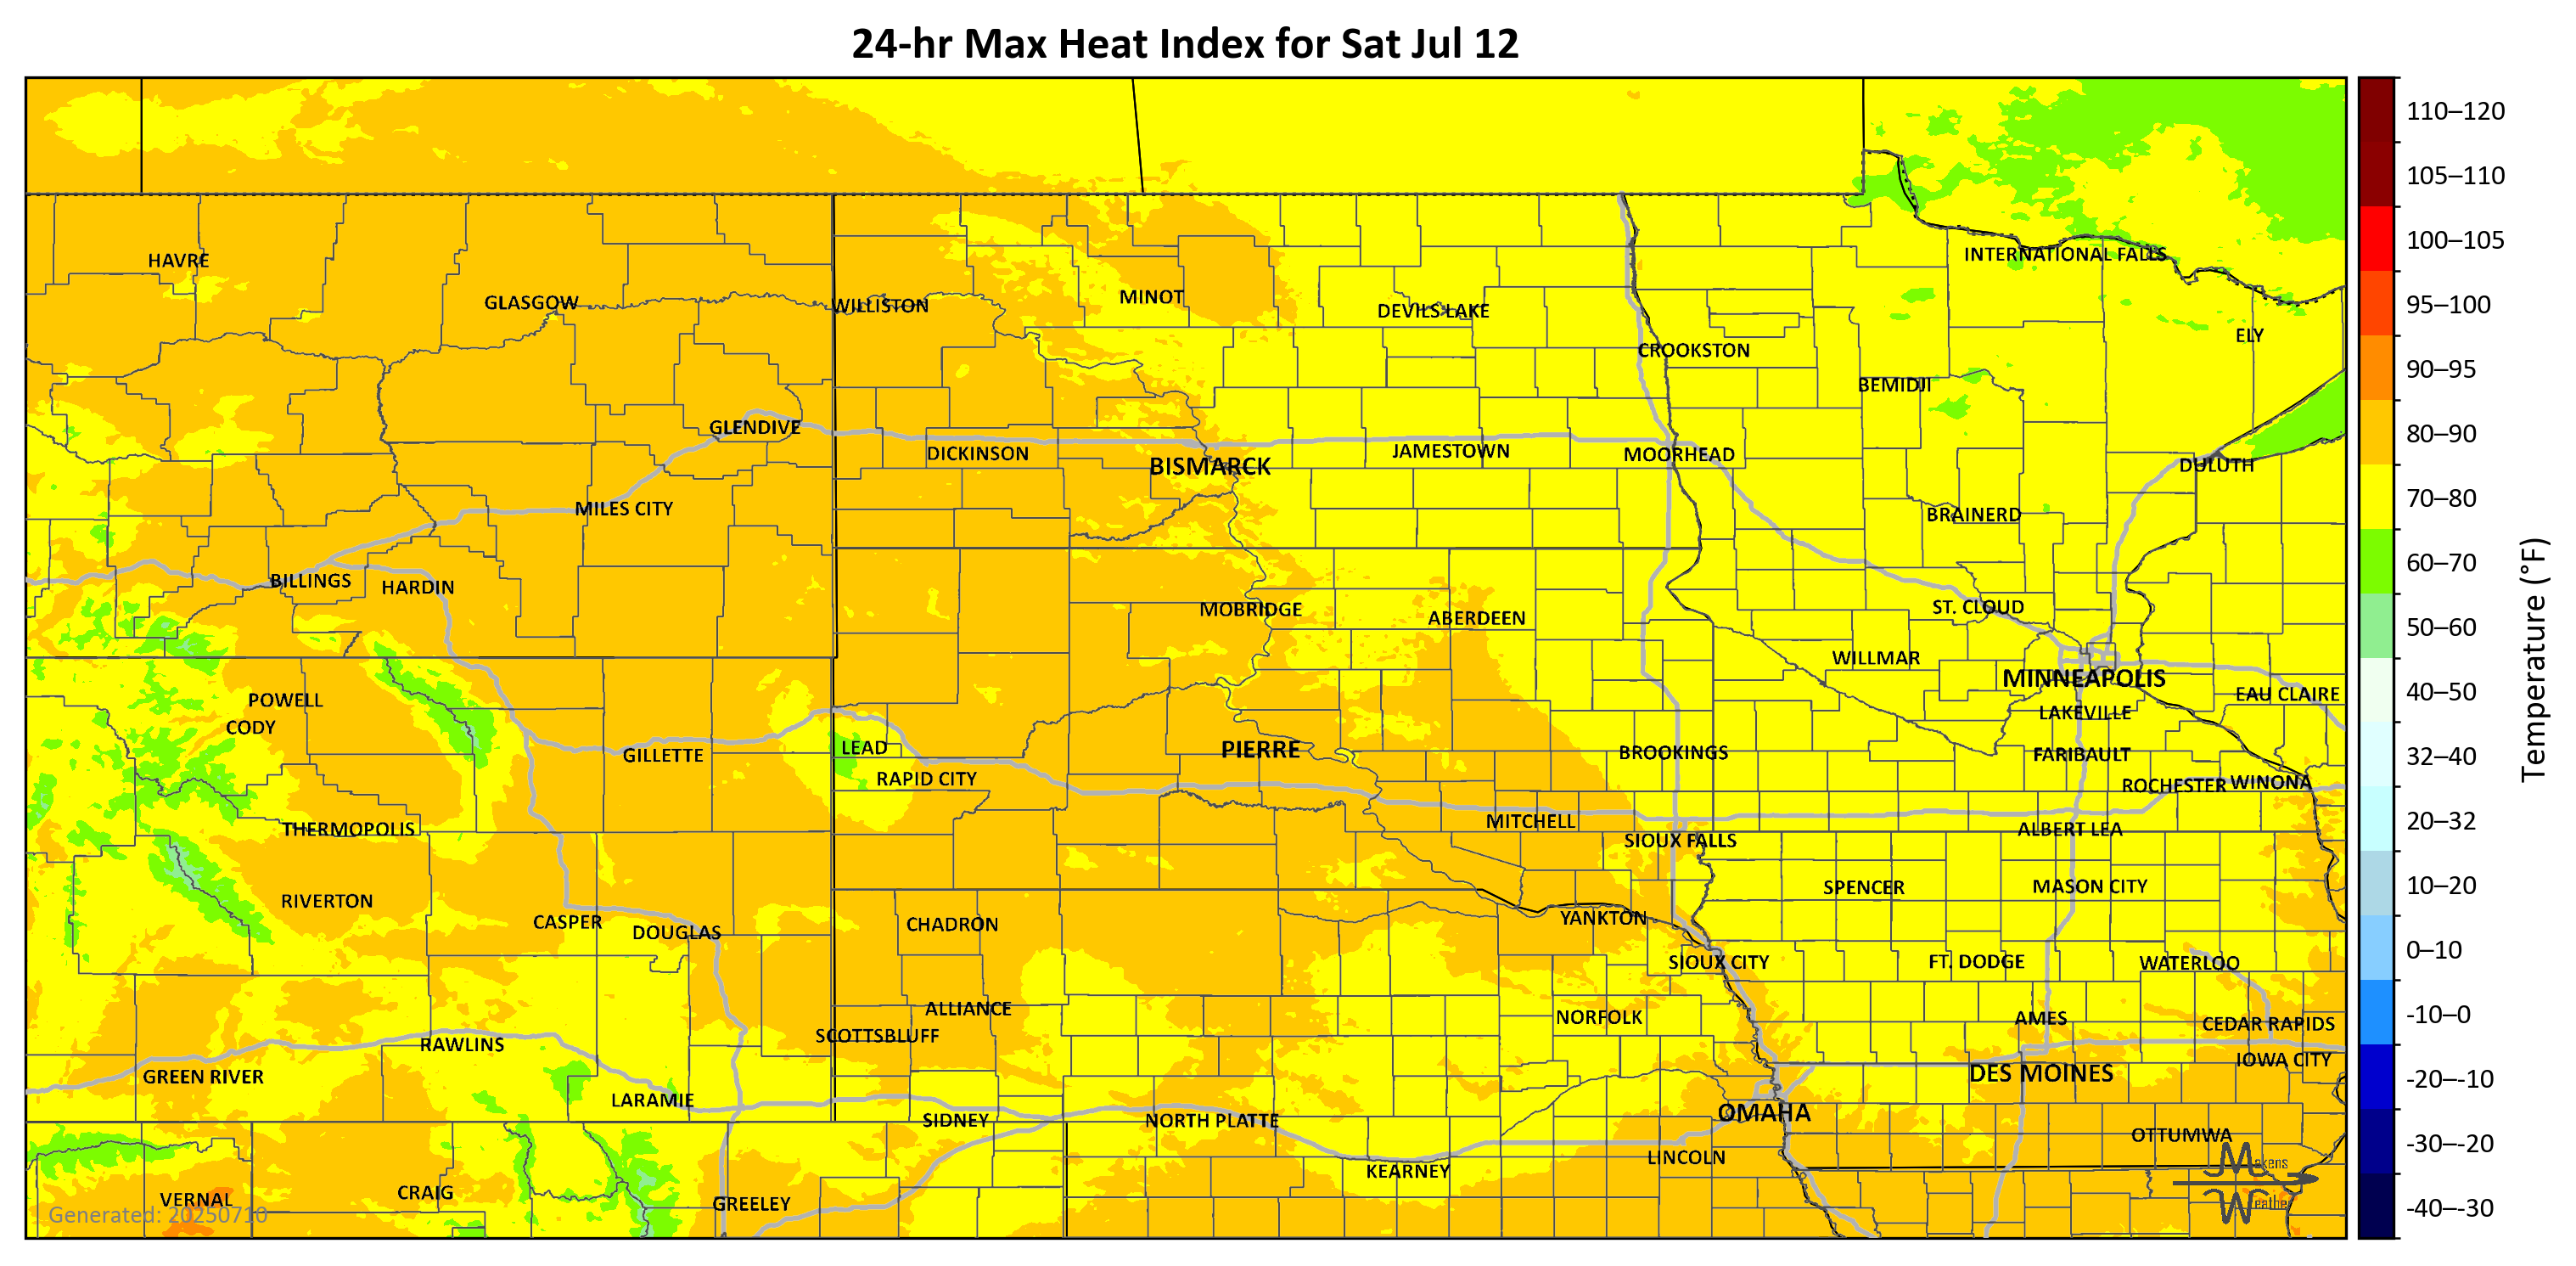 24-hr Max Heat Index for Sat Jul 12
HAVRE
GLASGOW
WILLISTON
MINOT
DEVILS LAKE
CROOKSTON
INTERNATIONAL FALLS
ELY
BEMIDJI
GLENDIVE
DICKINSON
BISMARCK
JAMESTOWN
MOORHEAD
DULUTH
MILES CITY
BRAINERD
BILLINGS
HARDIN
MOBRIDGE
ABERDEEN
ST. CLOUD
WILLMAR
MINNEAPOLIS
EAU CLAIRE
POWELL
CODY
LAKEVILLE
GILLETTE
LEAD
RAPID CITY
PIERRE
BROOKINGS
FARIBAULT
ROCHESTER
WINONA
THERMOPOLIS
MITCHELL
SIOUX FALLS
ALBERT LEA
RIVERTON
CASPER
DOUGLAS
CHADRON
YANKTON
SPENCER
MASON CITY
SIOUX CITY
FT. DODGE
WATERLOO
ALLIANCE
SCOTTSBLUFF
NORFOLK
AMES
CEDAR RAPIDS
RAWLINS
GREEN RIVER
LARAMIE
SIDNEY
NORTH PLATTE
OMAHA
DES MOINES
IOWA CITY
OTTUMWA
KEARNEY
LINCOLN
VERNAL
CRAIG
GREELEY
Generated: 20250710
Makens
Weather
110–120
105–110
100–105
95–100
90–95
80–90
70–80
60–70
50–60
40–50
32–40
20–32
10–20
0–10
-10–0
-20–-10
-30–-20
-40–-30
Temperature (°F)